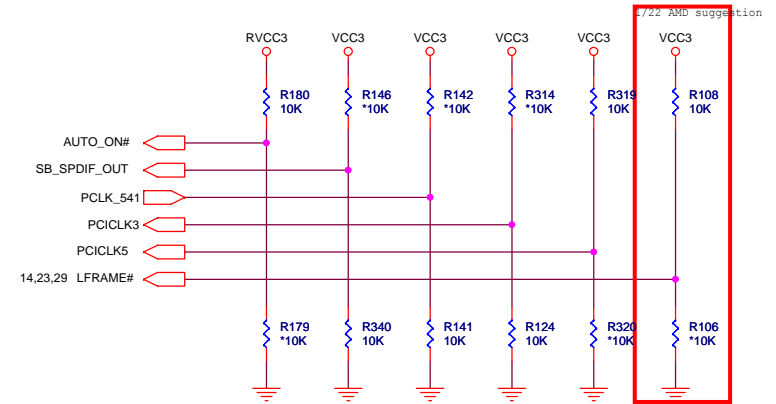 1/22 AMD suggestion
RVCC3 VCC3 VCC3 VCC3 VCC3 VCC3
R180 R146 R142 R314 R319 R108
10K *10K *10K *10K 10K 10K
AUTO_ON#
SB_SPDIF_OUT
PCLK_541
PCICLK3
PCICLK5
14,23,29 LFRAME#
R179 R340 R141 R124 R320 R106
*10K 10K 10K 10K *10K *10K